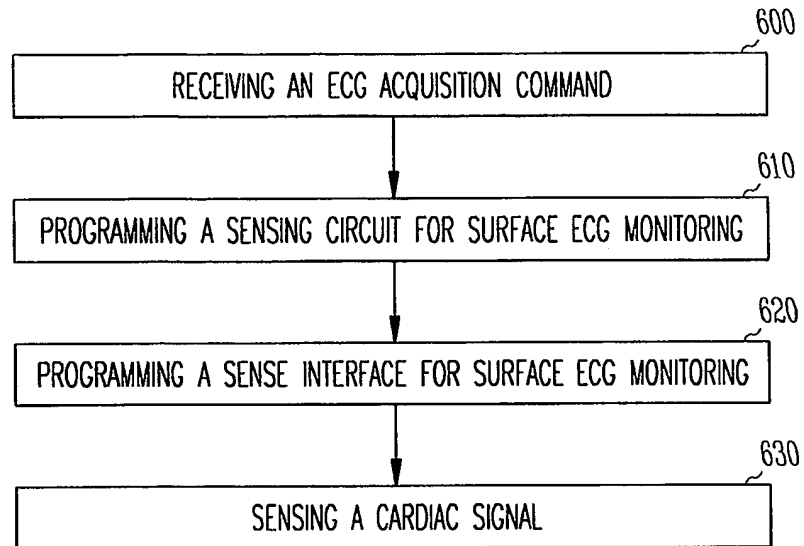 600
RECEIVING AN ECG ACQUISITION COMMAND
610
PROGRAMMING A SENSING CIRCUIT FOR SURFACE ECG MONITORING
620
PROGRAMMING A SENSE INTERFACE FOR SURFACE ECG MONITORING
630
SENSING A CARDIAC SIGNAL